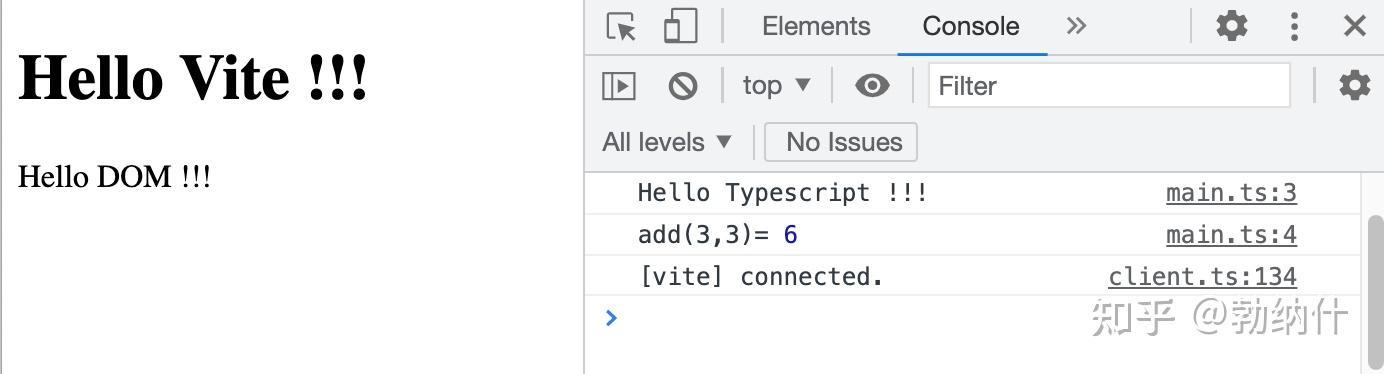 Hello Vite !!!
Hello DOM !!!
Elements Console
top Filter
All levels No Issues
Hello Typescript !!! main.ts:3
add(3,3)= 6 main.ts:4
[vite] connected. client.ts:134
知乎 @勃纳什